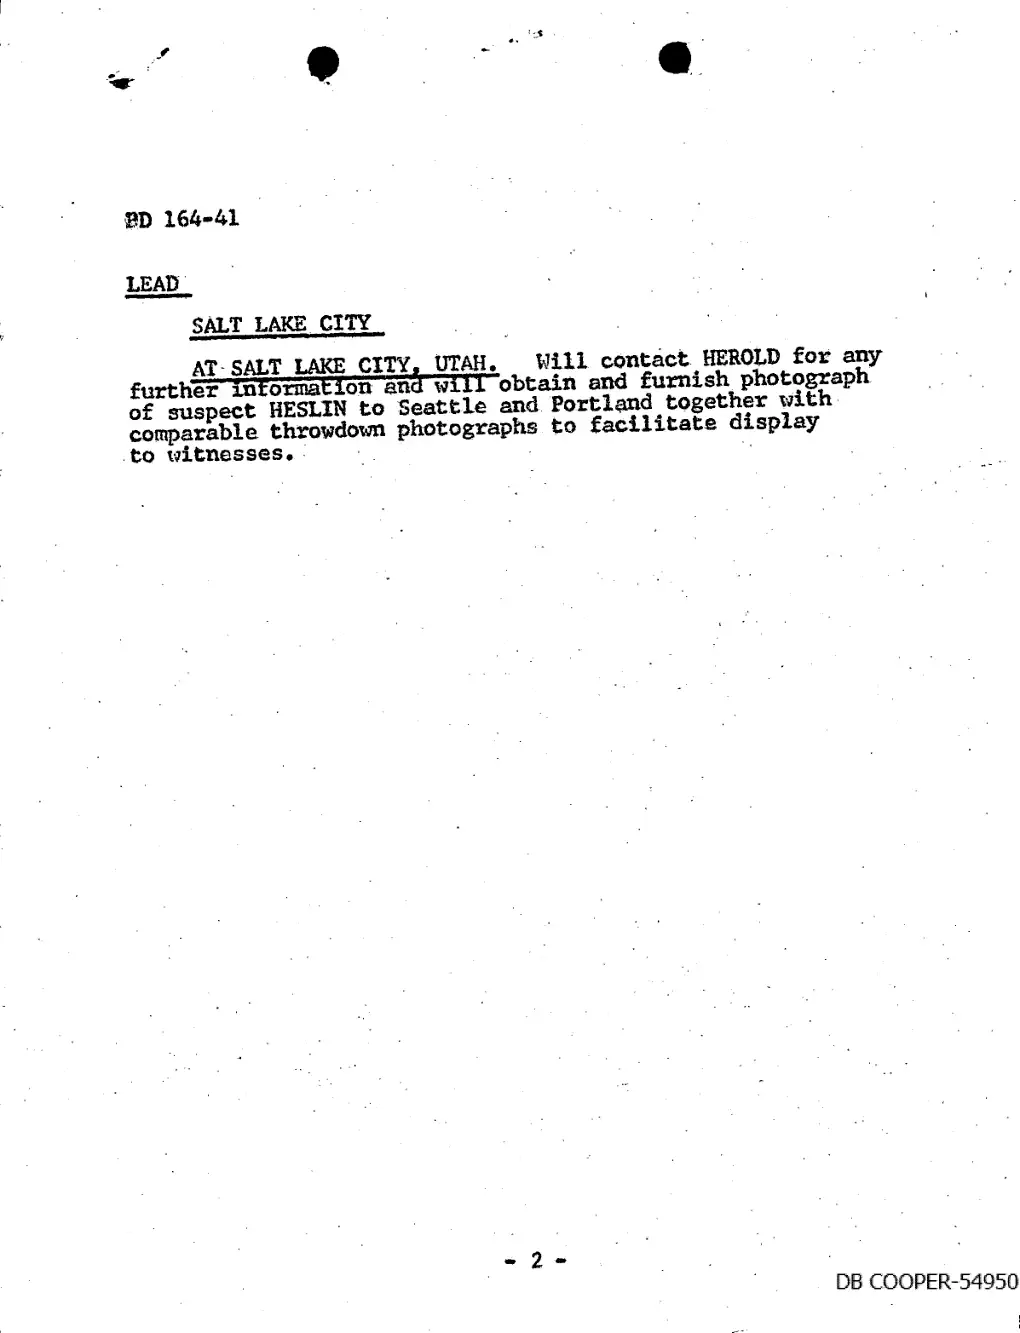 PD 164-41
LEAD
SALT LAKE CITY
AT SALT LAKE CITY, UTAH. Will contact HEROLD for any
further information and will obtain and furnish photograph
of suspect HESLIN to Seattle and Portland together with
comparable throwdown photographs to facilitate display
to witnesses.
- 2 -
DB COOPER-54950